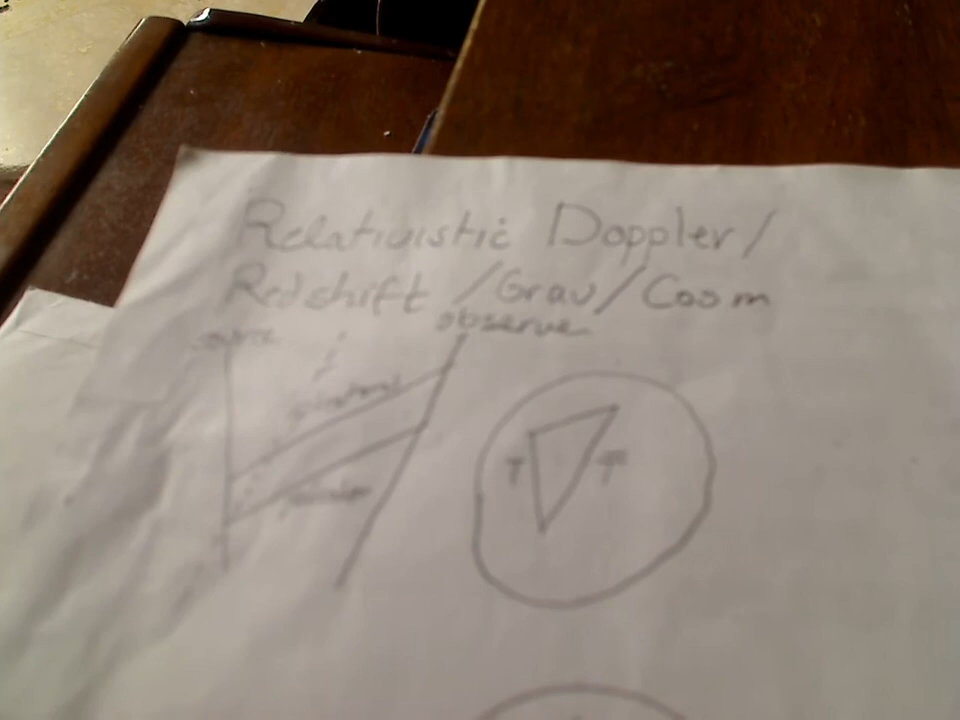 Relativistic Doppler/
Redshift /Grav/Cosm
observe
T T